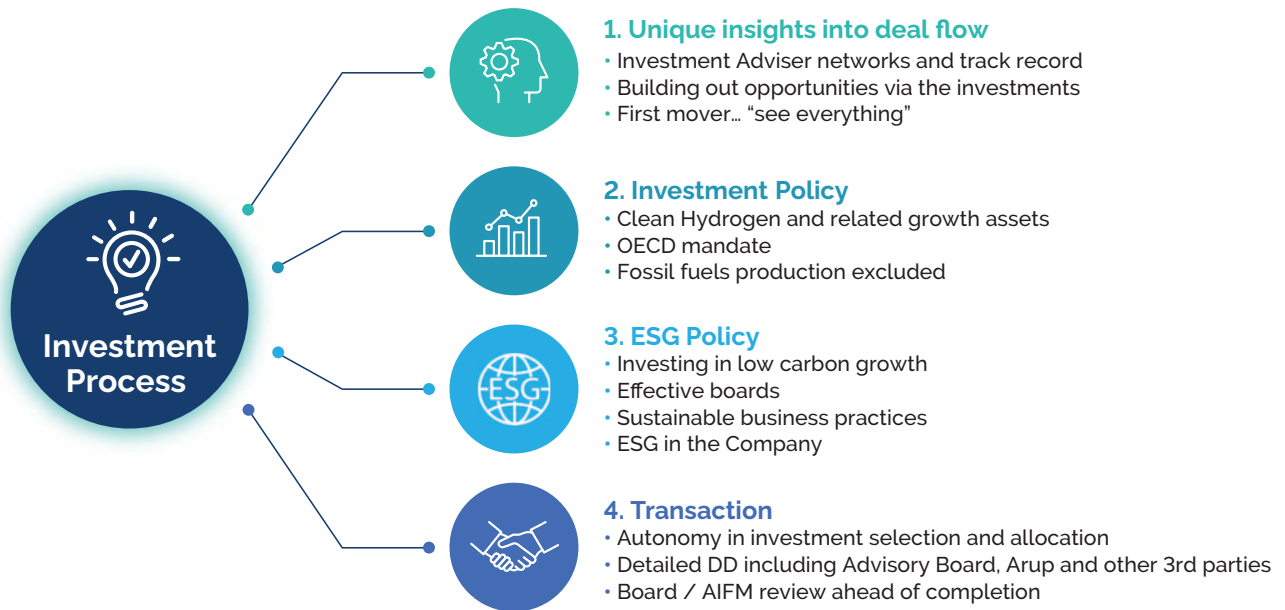 1. Unique insights into deal flow
• Investment Adviser networks and track record
• Building out opportunities via the investments
• First mover… “see everything”
2. Investment Policy
• Clean Hydrogen and related growth assets
• OECD mandate
• Fossil fuels production excluded
Investment
Process
3. ESG Policy
• Investing in low carbon growth
• Effective boards
• Sustainable business practices
• ESG in the Company
ESG
4. Transaction
• Autonomy in investment selection and allocation
• Detailed DD including Advisory Board, Arup and other 3rd parties
• Board / AIFM review ahead of completion